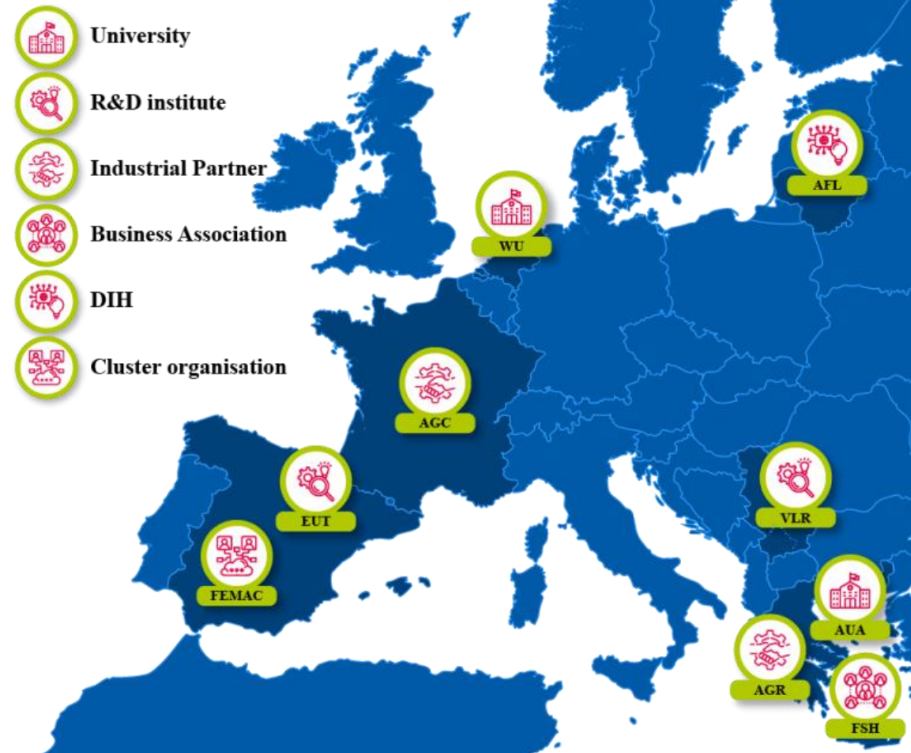 University
R&D institute
Industrial Partner
Business Association
DIH
Cluster organisation
AFL
WU
AGC
EUT
VLR
FEMAC
AUA
AGR
FSH